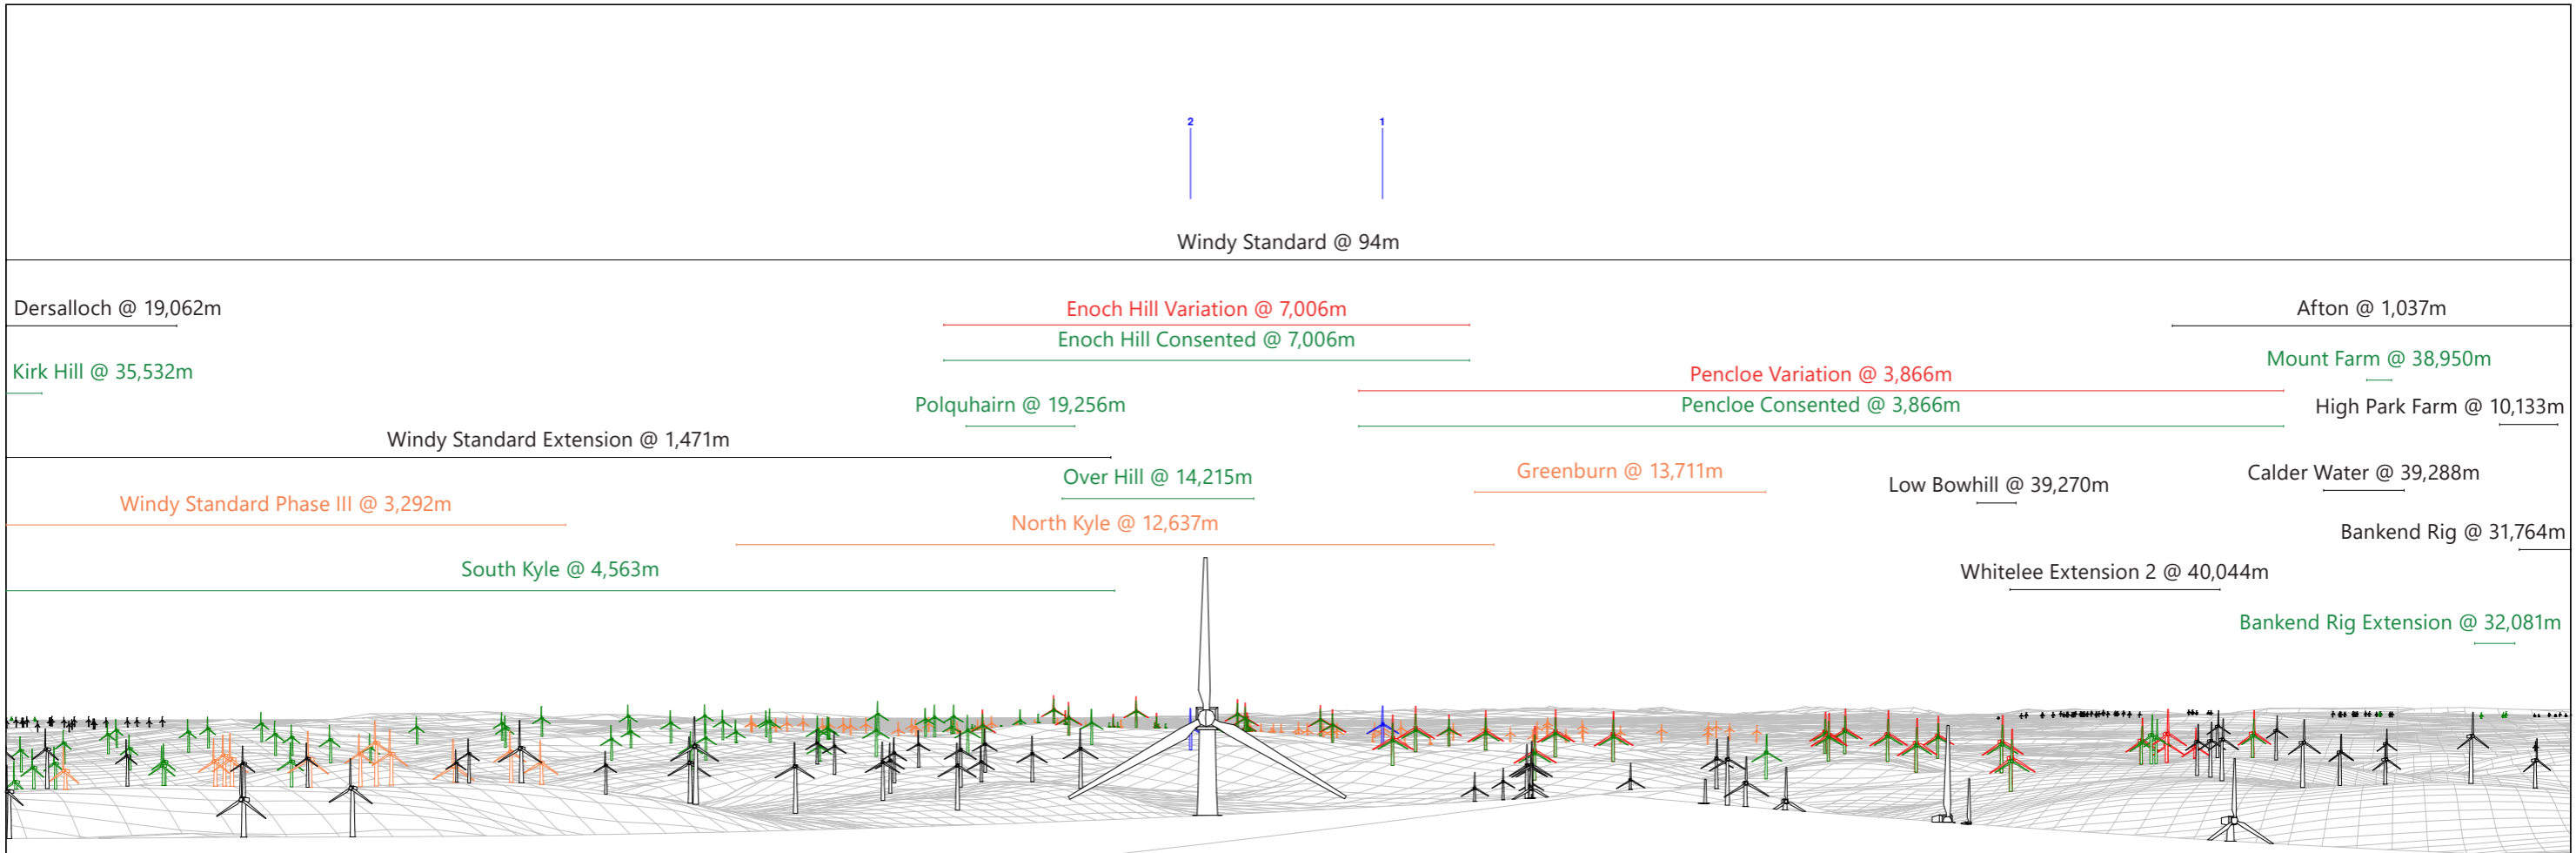 2
1
Windy Standard @ 94m
Dersalloch @ 19,062m
Enoch Hill Variation @ 7,006m
Afton @ 1,037m
Enoch Hill Consented @ 7,006m
Mount Farm @ 38,950m
Kirk Hill @ 35,532m
Pencloe Variation @ 3,866m
Polquhairn @ 19,256m
Pencloe Consented @ 3,866m
High Park Farm @ 10,133m
Windy Standard Extension @ 1,471m
Over Hill @ 14,215m
Greenburn @ 13,711m
Low Bowhill @ 39,270m
Calder Water @ 39,288m
Windy Standard Phase III @ 3,292m
North Kyle @ 12,637m
Bankend Rig @ 31,764m
South Kyle @ 4,563m
Whitelee Extension 2 @ 40,044m
Bankend Rig Extension @ 32,081m